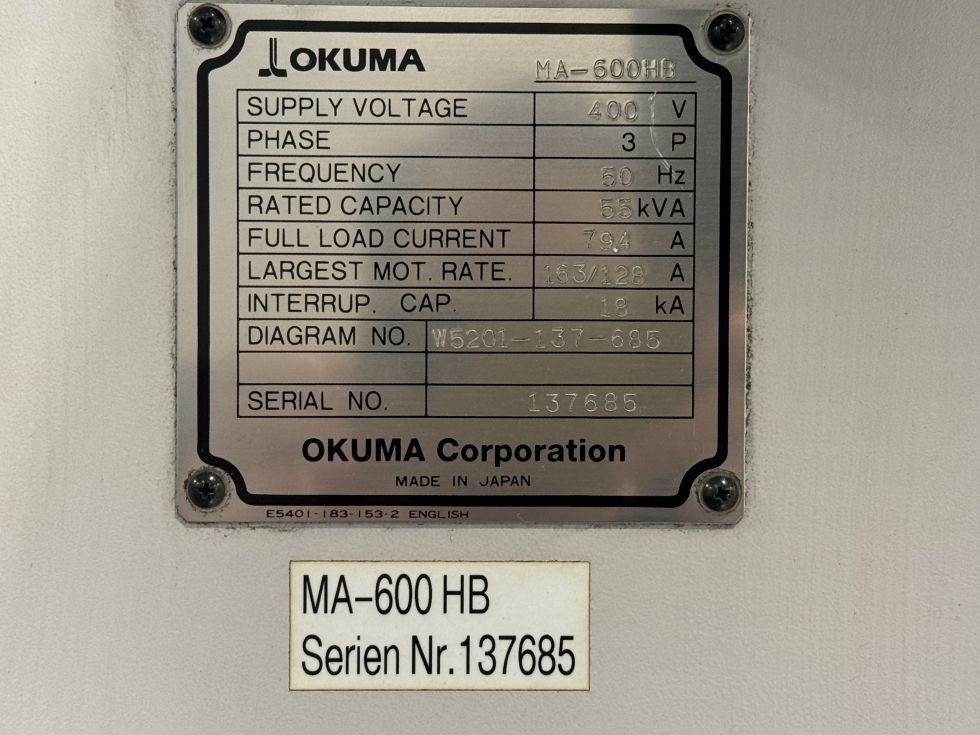 OKUMA
MA-600HB
SUPPLY VOLTAGE 400 V
PHASE 3 P
FREQUENCY 50 Hz
RATED CAPACITY 55 kVA
FULL LOAD CURRENT 79.4 A
LARGEST MOT. RATE. 163/128 A
INTERRUP. CAP. 18 kA
DIAGRAM NO. W5201-137-685
SERIAL NO. 137685
OKUMA Corporation
MADE IN JAPAN
E5401-183-153-2 ENGLISH
MA-600 HB
Serien Nr.137685